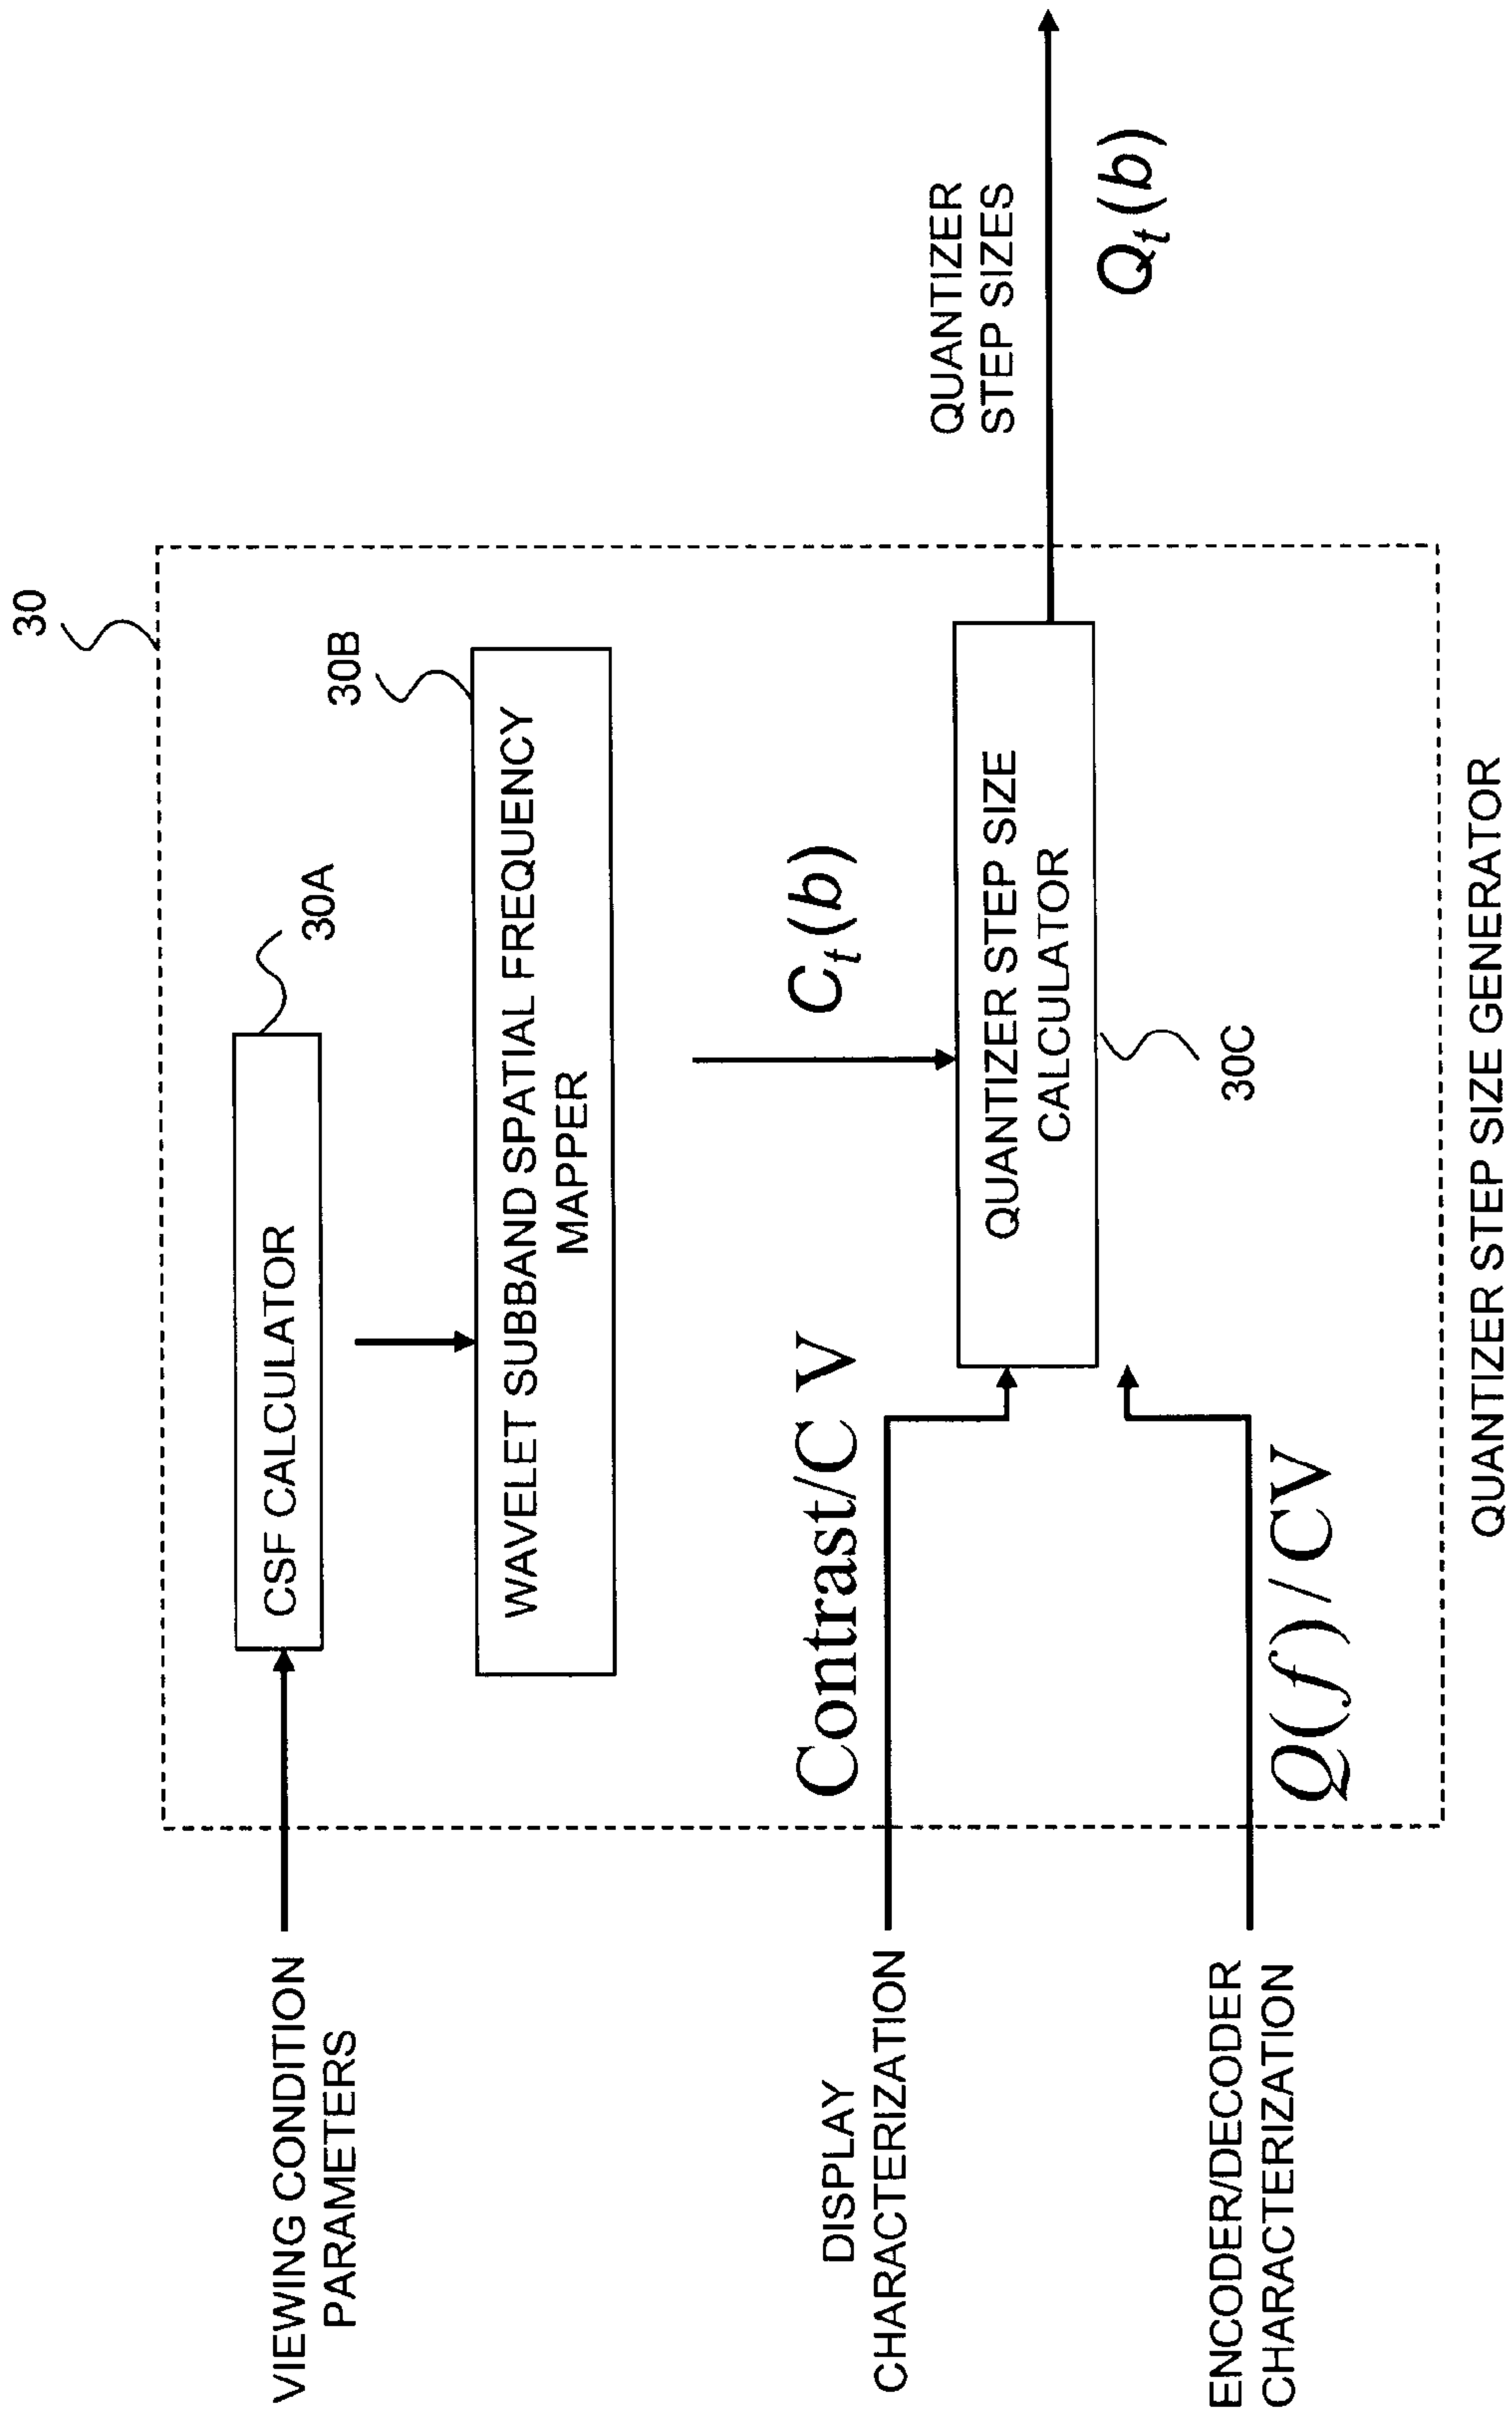 30
VIEWING CONDITION
PARAMETERS
CSF CALCULATOR
30A
30B
WAVELET SUBBAND SPATIAL FREQUENCY
MAPPER
Contrast/C V
C_t(b)
DISPLAY
CHARACTERIZATION
QUANTIZER STEP SIZE
CALCULATOR
QUANTIZER
STEP SIZES
Q_t(b)
30C
ENCODER/DECODER
CHARACTERIZATION
Q(f)/CV
QUANTIZER STEP SIZE GENERATOR